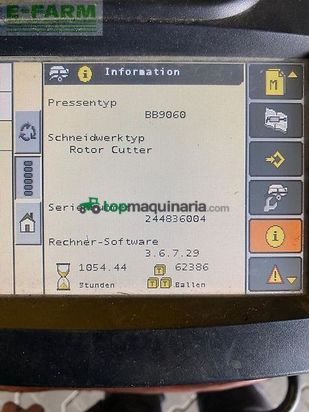 E-FARM
Information
Pressentyp
BB9060
Schneidwerktyp
Rotor Cutter
topmaquinaria.com
244836004
Rechner-Software
3.6.7.29
1054.44 62386
Stunden Ballen